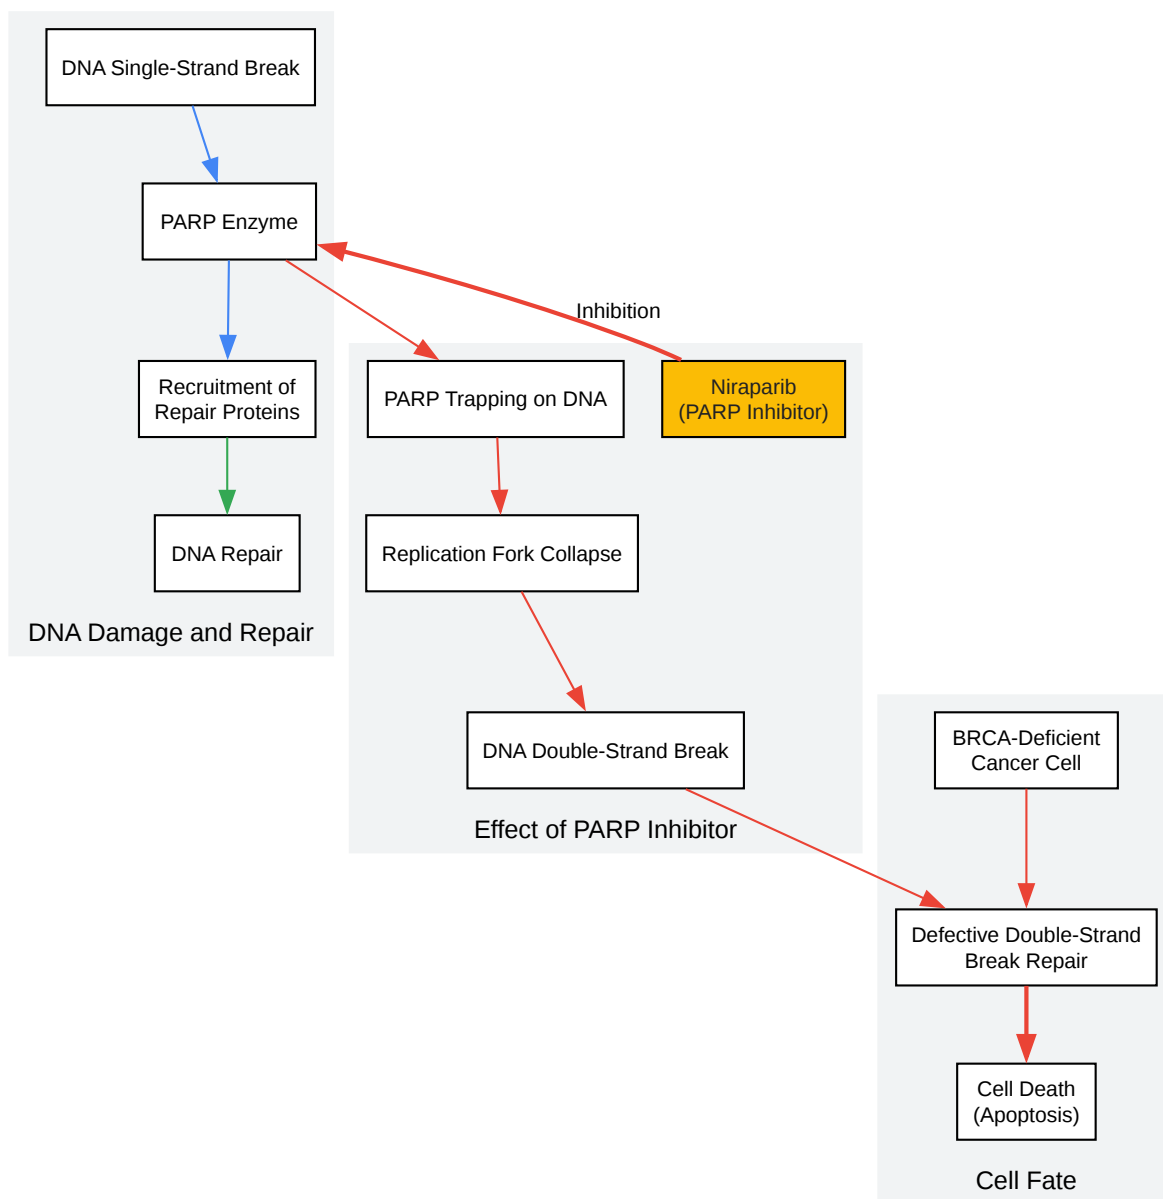 DNA Single-Strand Break
PARP Enzyme
Recruitment of
Repair Proteins
DNA Repair
DNA Damage and Repair
Inhibition
PARP Trapping on DNA
Niraparib
(PARP Inhibitor)
Replication Fork Collapse
DNA Double-Strand Break
Effect of PARP Inhibitor
BRCA-Deficient
Cancer Cell
Defective Double-Strand
Break Repair
Cell Death
(Apoptosis)
Cell Fate